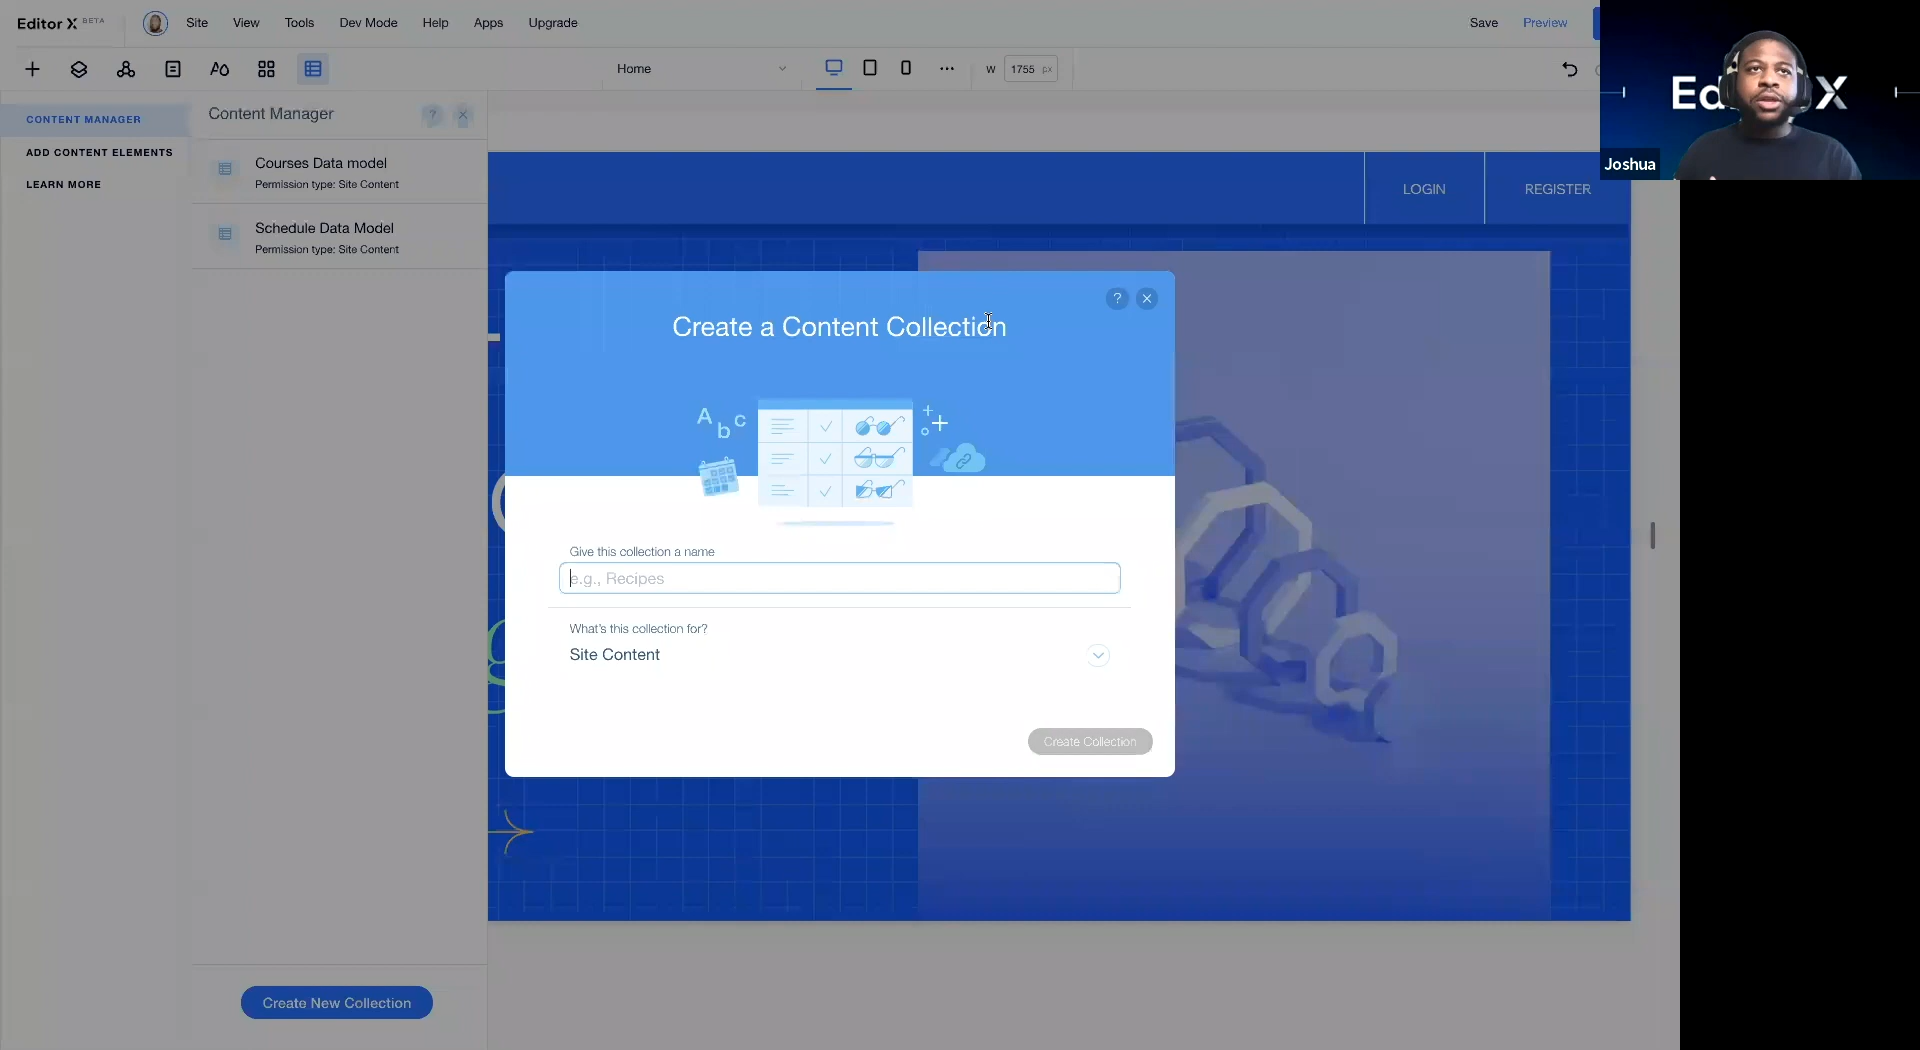 Editor X BETA
Site
View
Tools
Dev Mode
Help
Apps
Upgrade
Save
Preview
Home
W
1755 px
Ed
X
Joshua
CONTENT MANAGER
ADD CONTENT ELEMENTS
LEARN MORE
Content Manager
?
Courses Data model
Permission type: Site Content
Schedule Data Model
Permission type: Site Content
LOGIN
REGISTER
?
Create a Content Collection
A b c
Give this collection a name
e.g., Recipes
What's this collection for?
Site Content
Create Collection
Create New Collection